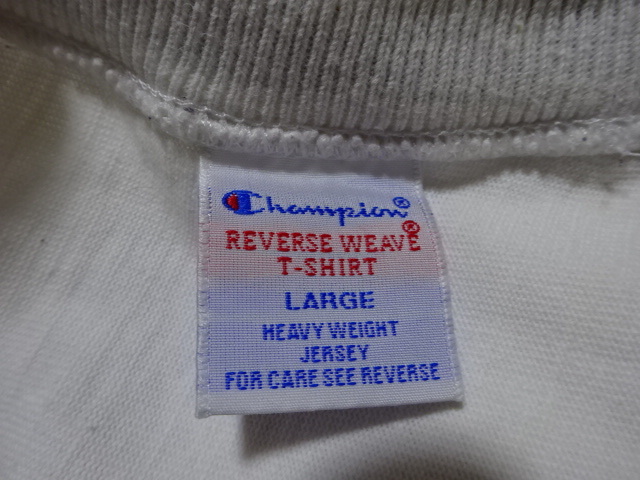 Champion®
REVERSE WEAVE®
T-SHIRT
LARGE
HEAVY WEIGHT
JERSEY
FOR CARE SEE REVERSE